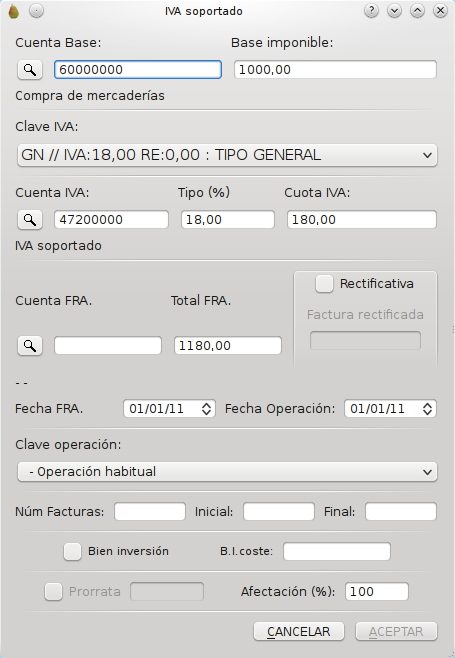 IVA soportado
Cuenta Base: Base imponible:
60000000 1000,00
Compra de mercaderías
Clave IVA:
GN // IVA:18,00 RE:0,00 : TIPO GENERAL
Cuenta IVA: Tipo (%) Cuota IVA:
47200000 18,00 180,00
IVA soportado
Rectificativa
Cuenta FRA. Total FRA. Factura rectificada
1180,00
- -
Fecha FRA. 01/01/11 Fecha Operación: 01/01/11
Clave operación:
- Operación habitual
Núm Facturas: Inicial: Final:
Bien inversión B.I.coste:
Prorrata Afectación (%): 100
CANCELAR ACEPTAR